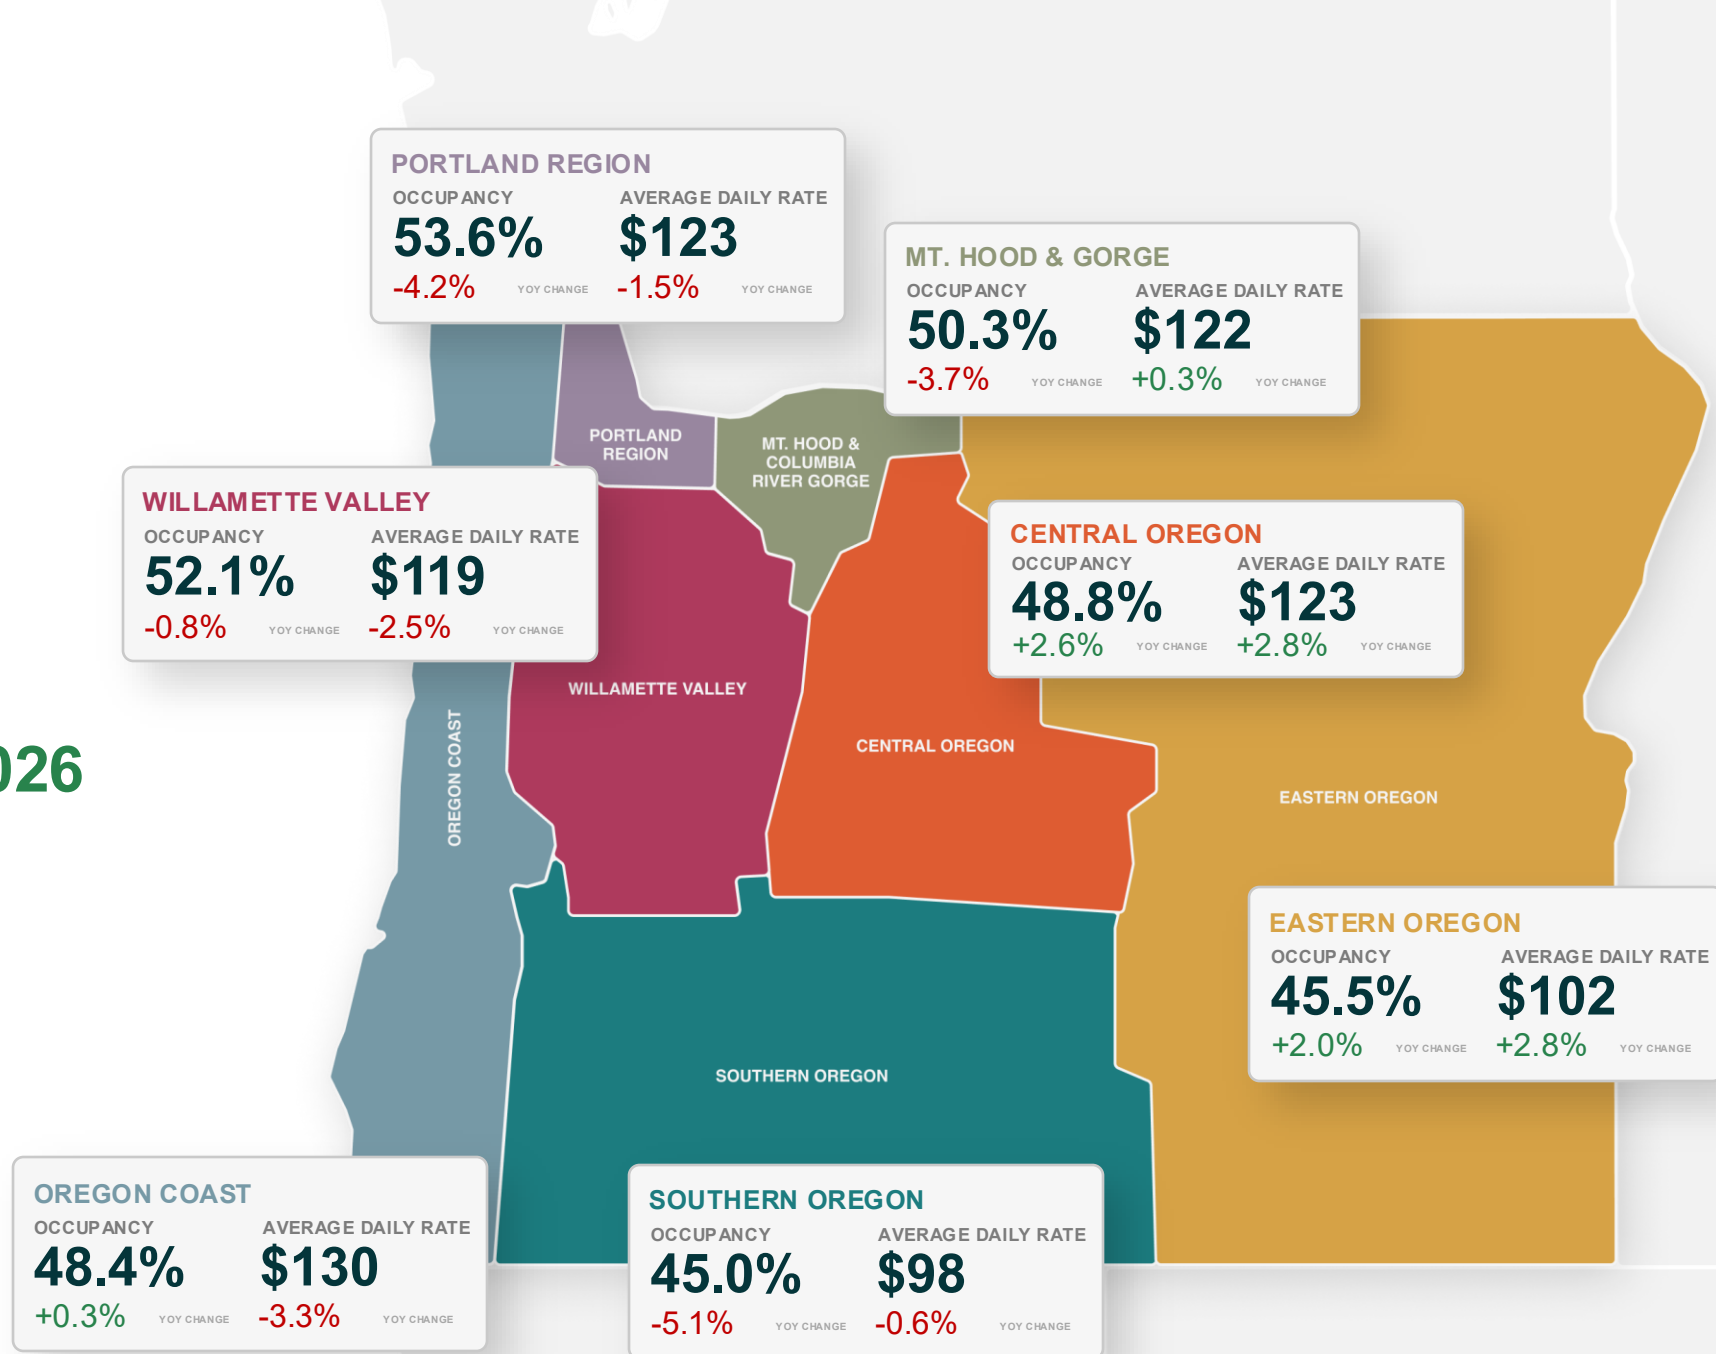 PORTLAND REGION
OCCUPANCY AVERAGE DAILY RATE
53.6% $123
-4.2% YOY CHANGE -1.5% YOY CHANGE
MT. HOOD & GORGE
OCCUPANCY AVERAGE DAILY RATE
50.3% $122
-3.7% YOY CHANGE +0.3% YOY CHANGE
PORTLAND
REGION
MT. HOOD &
COLUMBIA
RIVER GORGE
WILLAMETTE VALLEY
OCCUPANCY AVERAGE DAILY RATE
52.1% $119
-0.8% YOY CHANGE -2.5% YOY CHANGE
CENTRAL OREGON
OCCUPANCY AVERAGE DAILY RATE
48.8% $123
+2.6% YOY CHANGE +2.8% YOY CHANGE
WILLAMETTE VALLEY
OREGON COAST
CENTRAL OREGON
026
EASTERN OREGON
EASTERN OREGON
OCCUPANCY AVERAGE DAILY RATE
45.5% $102
+2.0% YOY CHANGE +2.8% YOY CHANGE
SOUTHERN OREGON
OREGON COAST
OCCUPANCY AVERAGE DAILY RATE
48.4% $130
+0.3% YOY CHANGE -3.3% YOY CHANGE
SOUTHERN OREGON
OCCUPANCY AVERAGE DAILY RATE
45.0% $98
-5.1% YOY CHANGE -0.6% YOY CHANGE